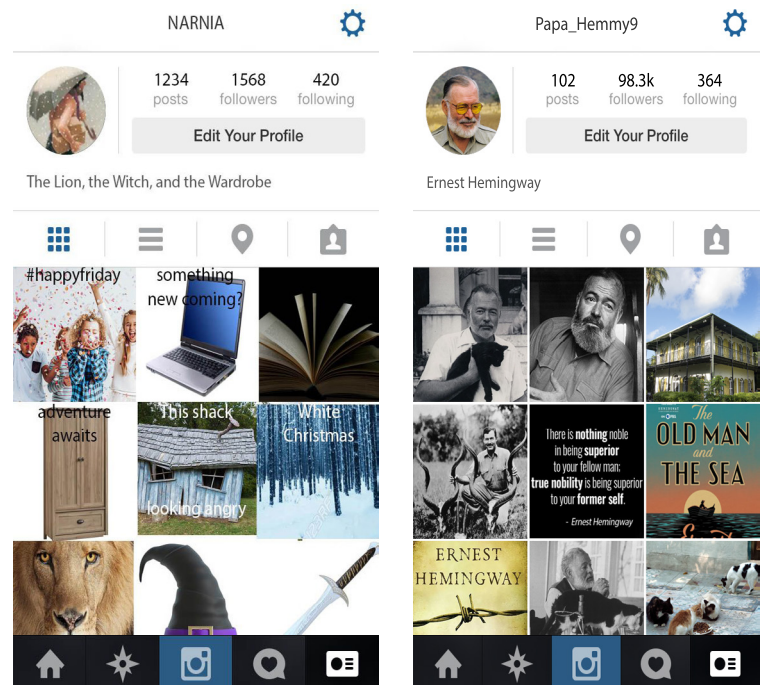 NARNIA
1234
1568
420
posts
followers
following
Edit Your Profile
The Lion, the Witch, and the Wardrobe
#happyfriday
something
new coming?
adventure
awaits
This shack
looking angry
White
Christmas
Papa_Hemmy9
102
98.3k
364
posts
followers
following
Edit Your Profile
Ernest Hemingway
There is nothing noble
in being superior
to your fellow man;
true nobility is being superior
to your former self.
- Ernest Hemingway
The
OLD MAN
and
THE SEA
ERNEST
HEMINGWAY